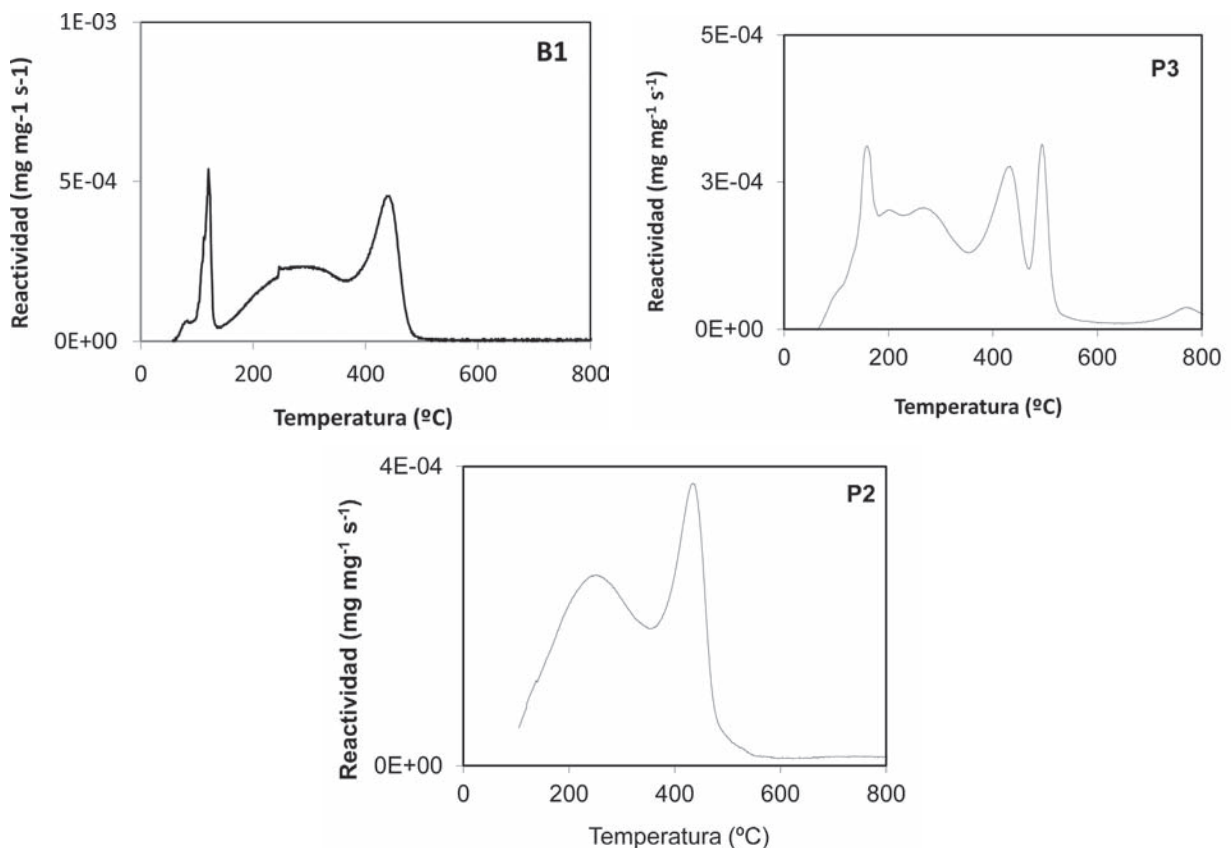 1E-03
B1
5E-04
0E+00
0 200 400 600 800
Temperatura (ºC)
Reactividad (mg mg-1 s-1)
5E-04
P3
3E-04
0E+00
0 200 400 600 800
Temperatura (ºC)
Reactividad (mg mg⁻¹ s⁻¹)
4E-04
P2
0E+00
0 200 400 600 800
Temperatura (ºC)
Reactividad (mg mg⁻¹ s⁻¹)